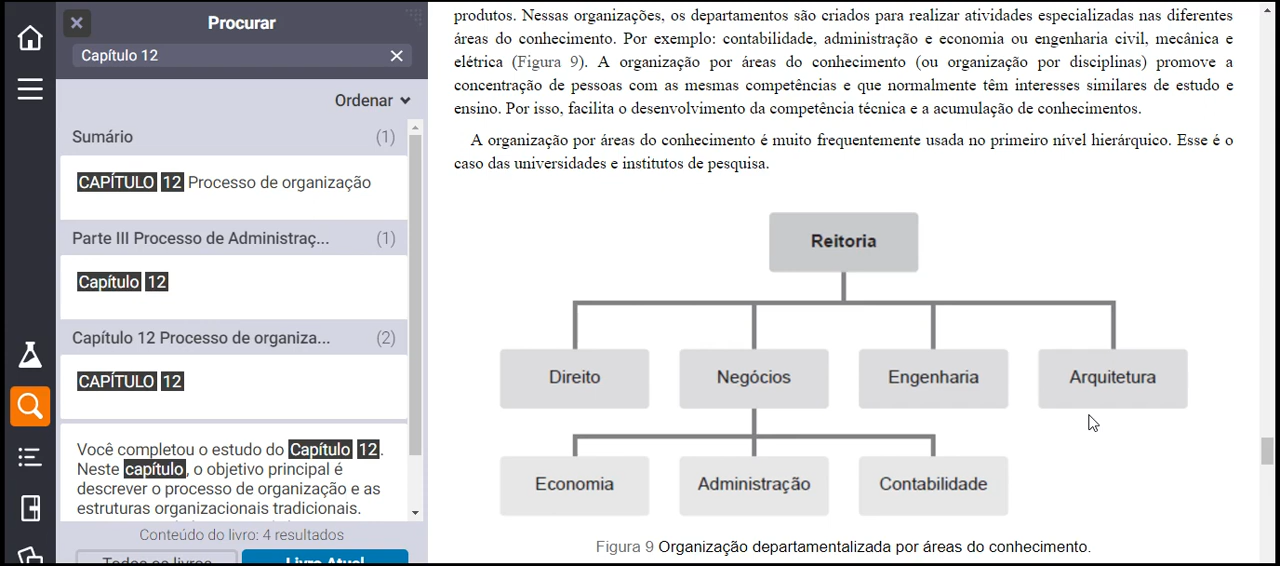 Procurar
Capítulo 12
Ordenar
Sumário (1)
CAPÍTULO 12 Processo de organização
Parte III Processo de Administraç... (1)
Capítulo 12
Capítulo 12 Processo de organiza... (2)
CAPÍTULO 12
Você completou o estudo do Capítulo 12.
Neste capítulo, o objetivo principal é
descrever o processo de organização e as
estruturas organizacionais tradicionais.
Conteúdo do livro: 4 resultados
Todos os livros Livro Atual
produtos. Nessas organizações, os departamentos são criados para realizar atividades especializadas nas diferentes
áreas do conhecimento. Por exemplo: contabilidade, administração e economia ou engenharia civil, mecânica e
elétrica (Figura 9). A organização por áreas do conhecimento (ou organização por disciplinas) promove a
concentração de pessoas com as mesmas competências e que normalmente têm interesses similares de estudo e
ensino. Por isso, facilita o desenvolvimento da competência técnica e a acumulação de conhecimentos.
A organização por áreas do conhecimento é muito frequentemente usada no primeiro nível hierárquico. Esse é o
caso das universidades e institutos de pesquisa.
Reitoria
Direito Negócios Engenharia Arquitetura
Economia Administração Contabilidade
Figura 9 Organização departamentalizada por áreas do conhecimento.